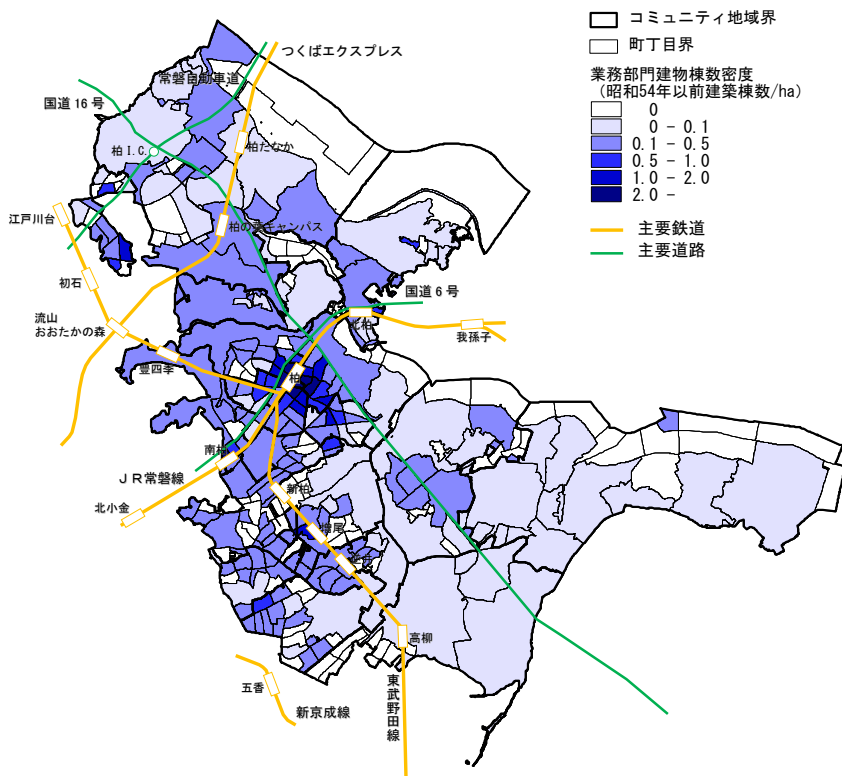 コミュニティ地域界
町丁目界
業務部門建物棟数密度
(昭和54年以前建築棟数/ha)
0
0 - 0.1
0.1 - 0.5
0.5 - 1.0
1.0 - 2.0
2.0 -
主要鉄道
主要道路
つくばエクスプレス
常磐自動車道
国道16号
柏I.C.
柏たなか
江戸川台
柏の葉キャンパス
初石
国道6号
流山
おおたかの森
北柏
我孫子
豊四季
柏
南柏
JR常磐線
新柏
北小金
増尾
逆井
高柳
五香
新京成線
東武野田線